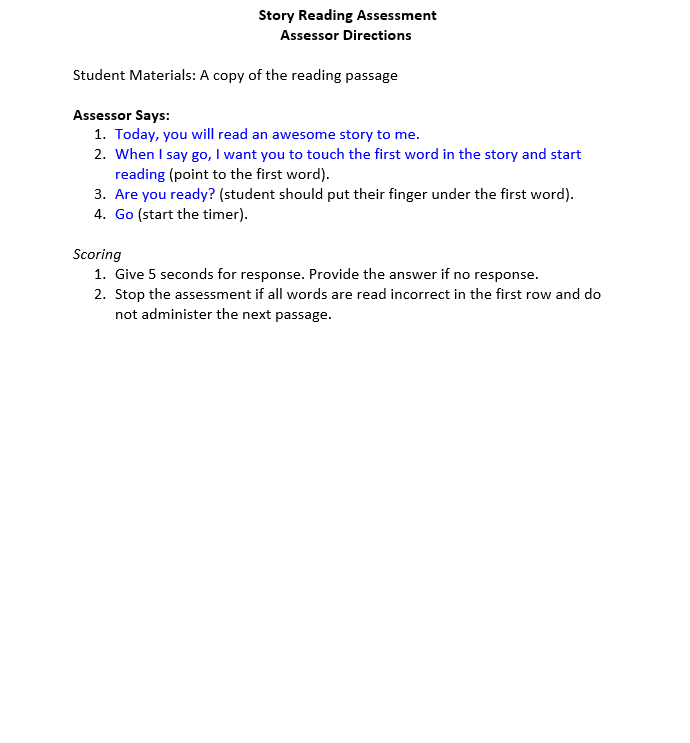 Story Reading Assessment
Assessor Directions
Student Materials: A copy of the reading passage
Assessor Says:
1. Today, you will read an awesome story to me.
2. When I say go, I want you to touch the first word in the story and start
reading (point to the first word).
3. Are you ready? (student should put their finger under the first word).
4. Go (start the timer).
Scoring
1. Give 5 seconds for response. Provide the answer if no response.
2. Stop the assessment if all words are read incorrect in the first row and do
not administer the next passage.